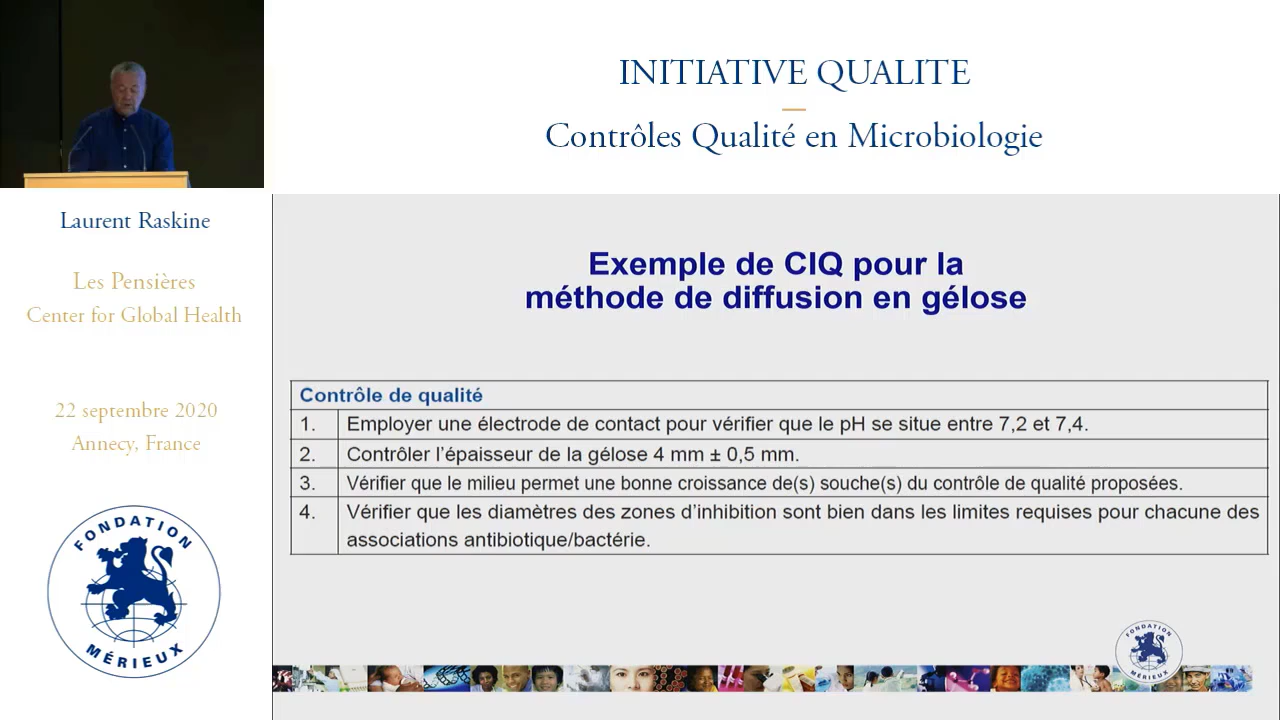 INITIATIVE QUALITE
Contrôles Qualité en Microbiologie
Laurent Raskine
Les Pensières
Center for Global Health
22 septembre 2020
Annecy, France
FONDATION
MÉRIEUX
Exemple de CIQ pour la
méthode de diffusion en gélose
Contrôle de qualité
1. Employer une électrode de contact pour vérifier que le pH se situe entre 7,2 et 7,4.
2. Contrôler l'épaisseur de la gélose 4 mm ± 0,5 mm.
3. Vérifier que le milieu permet une bonne croissance de(s) souche(s) du contrôle de qualité proposées.
4. Vérifier que les diamètres des zones d'inhibition sont bien dans les limites requises pour chacune des
associations antibiotique/bactérie.
FONDATION
MÉRIEUX